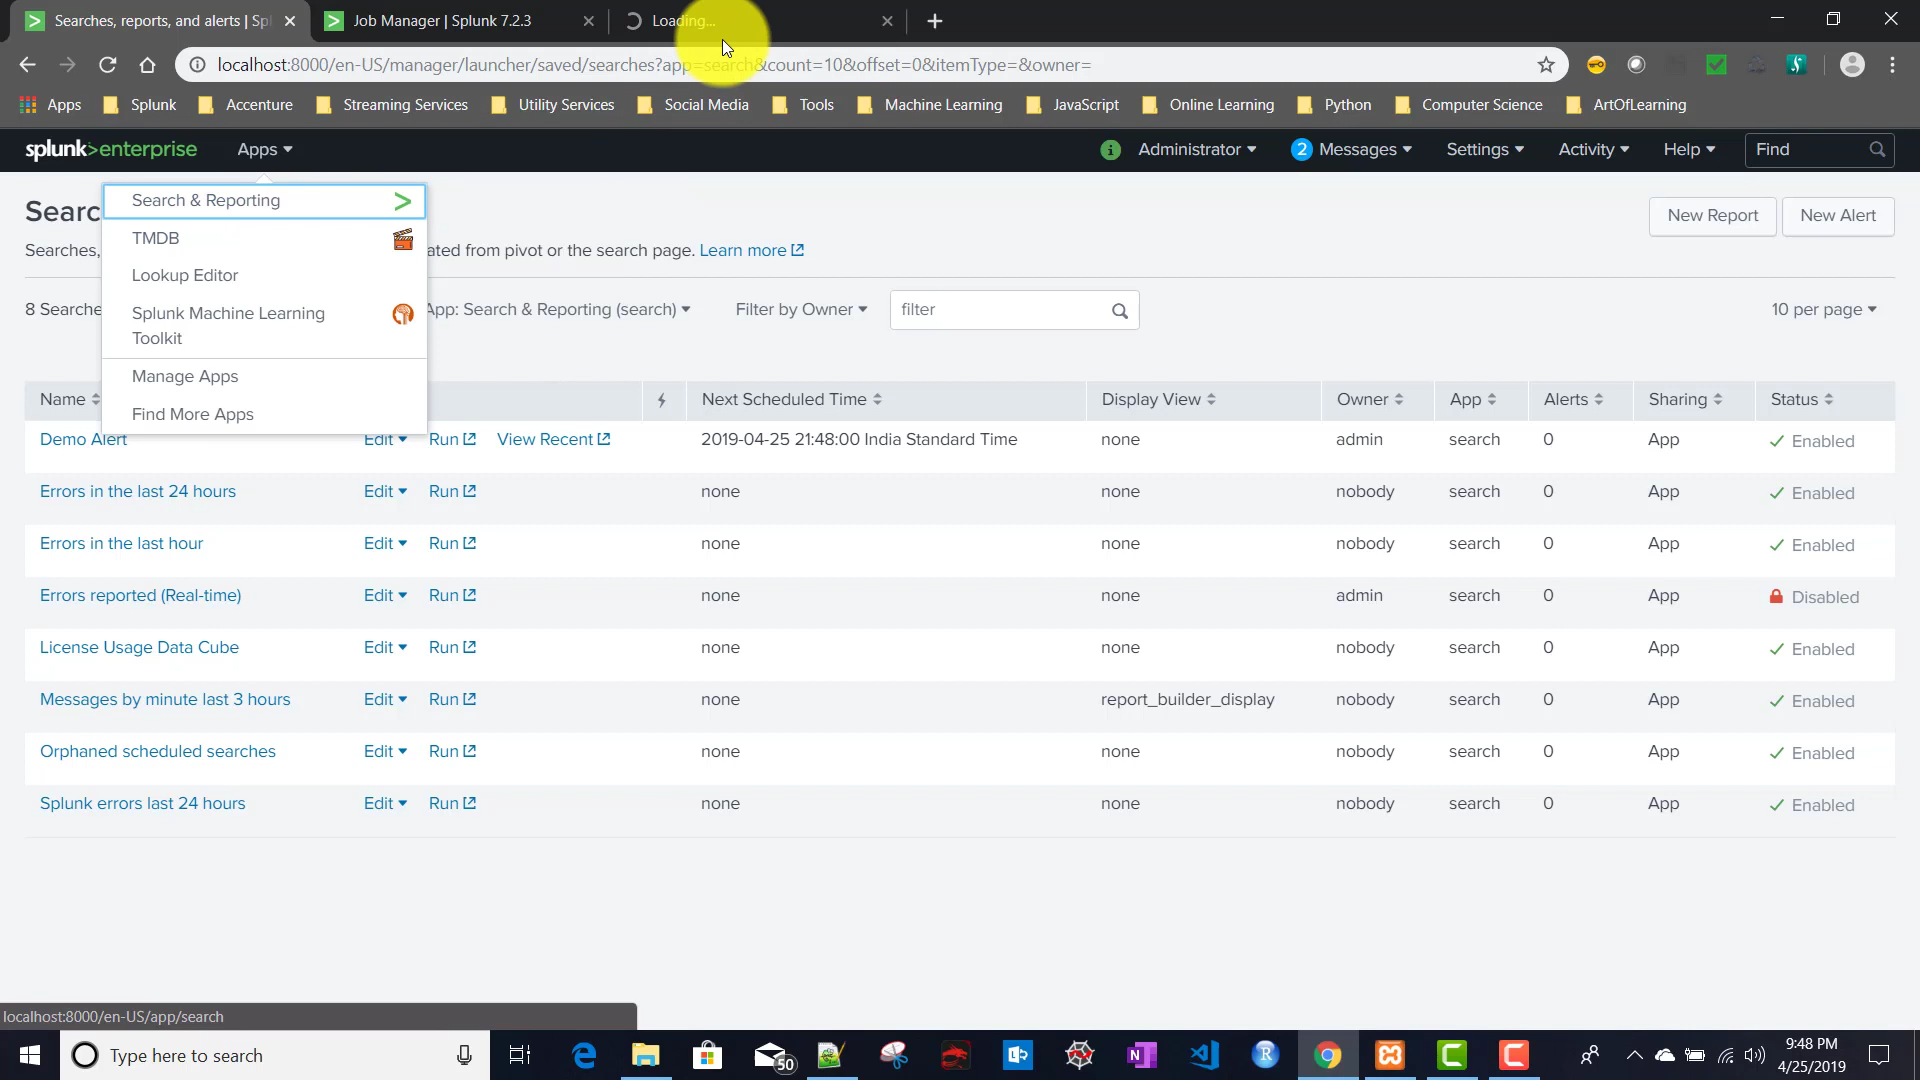 Searches, reports, and alerts | Spl
Job Manager | Splunk 7.2.3
Loading...
localhost:8000/en-US/manager/launcher/saved/searches?app=search&count=10&offset=0&itemType=&owner=
Apps
Splunk
Accenture
Streaming Services
Utility Services
Social Media
Tools
Machine Learning
JavaScript
Online Learning
Python
Computer Science
ArtOfLearning
splunk>enterprise
Apps
i
Administrator
2 Messages
Settings
Activity
Help
Find
Searc
Search & Reporting
TMDB
Lookup Editor
Splunk Machine Learning
Toolkit
Manage Apps
Find More Apps
New Report
New Alert
Searches,
ated from pivot or the search page. Learn more
8 Searche
App: Search & Reporting (search)
Filter by Owner
filter
10 per page
Name
Next Scheduled Time
Display View
Owner
App
Alerts
Sharing
Status
Demo Alert Edit Run View Recent 2019-04-25 21:48:00 India Standard Time none admin search 0 App Enabled
Errors in the last 24 hours Edit Run none none nobody search 0 App Enabled
Errors in the last hour Edit Run none none nobody search 0 App Enabled
Errors reported (Real-time) Edit Run none none admin search 0 App Disabled
License Usage Data Cube Edit Run none none nobody search 0 App Enabled
Messages by minute last 3 hours Edit Run none report_builder_display nobody search 0 App Enabled
Orphaned scheduled searches Edit Run none none nobody search 0 App Enabled
Splunk errors last 24 hours Edit Run none none nobody search 0 App Enabled
localhost:8000/en-US/app/search
Type here to search
50
9:48 PM
4/25/2019